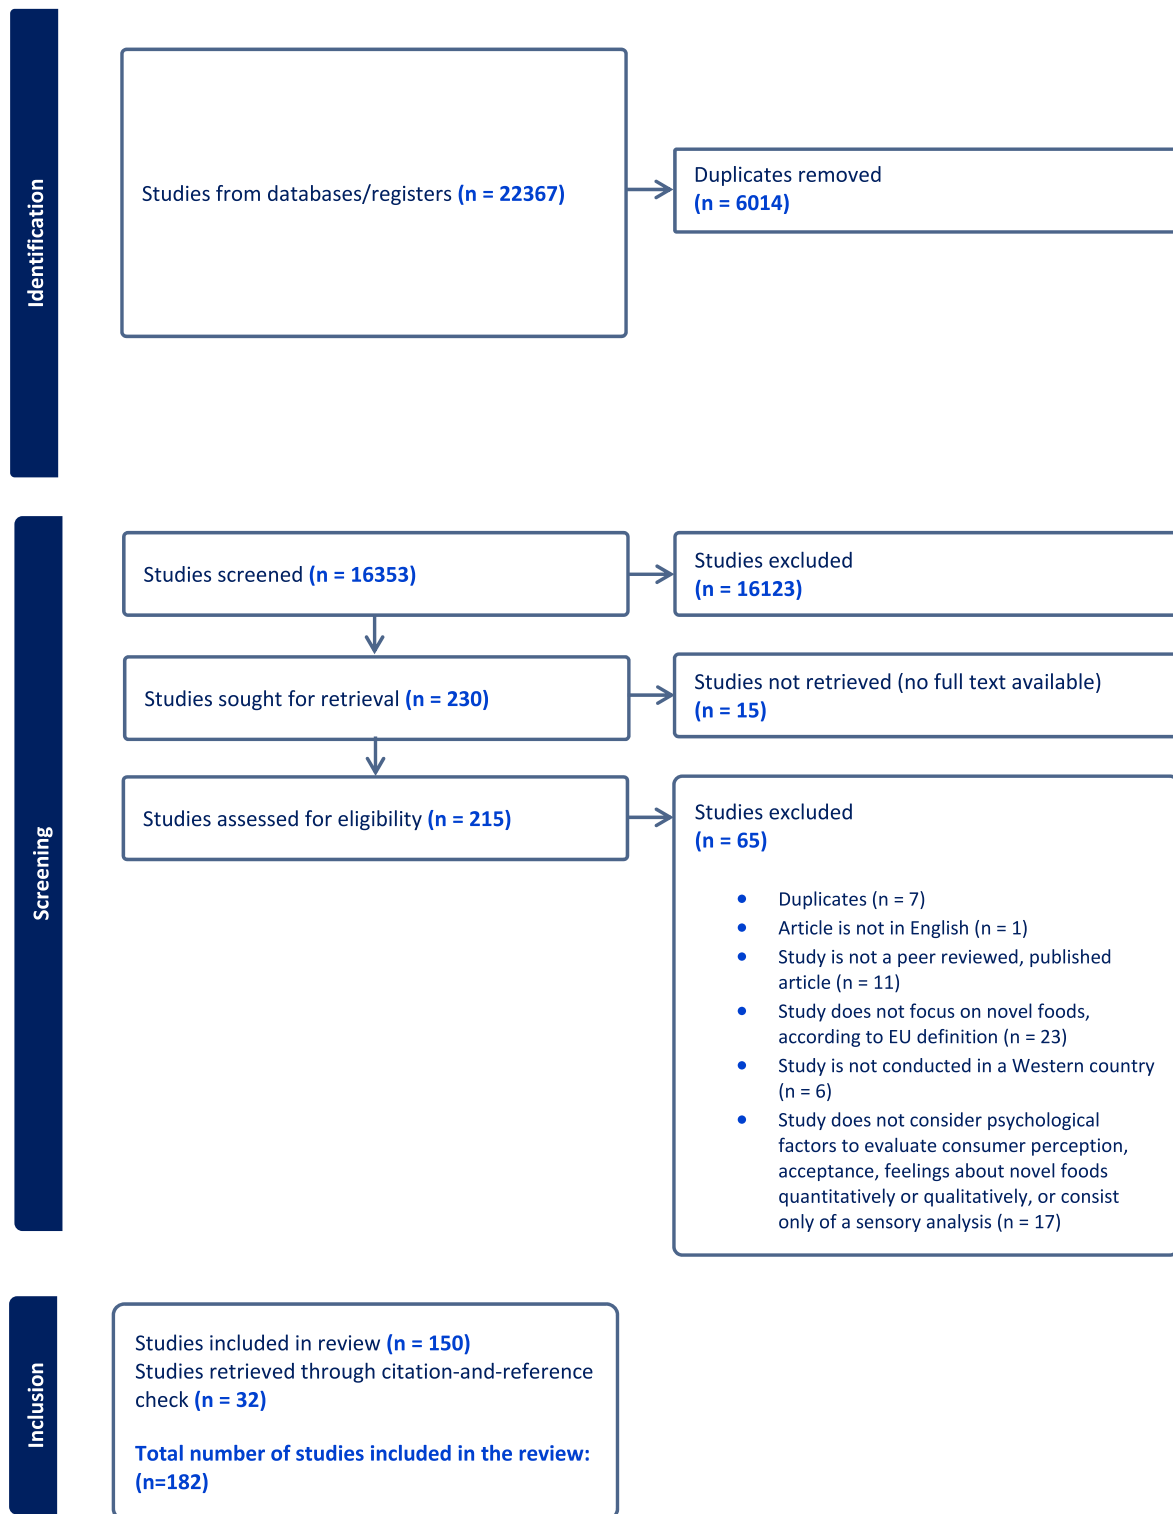 Identification
Studies from databases/registers (n = 22367)
Duplicates removed
(n = 6014)
Screening
Studies screened (n = 16353)
Studies excluded
(n = 16123)
Studies sought for retrieval (n = 230)
Studies not retrieved (no full text available)
(n = 15)
Studies assessed for eligibility (n = 215)
Studies excluded
(n = 65)
• Duplicates (n = 7)
• Article is not in English (n = 1)
• Study is not a peer reviewed, published
article (n = 11)
• Study does not focus on novel foods,
according to EU definition (n = 23)
• Study is not conducted in a Western country
(n = 6)
• Study does not consider psychological
factors to evaluate consumer perception,
acceptance, feelings about novel foods
quantitatively or qualitatively, or consist
only of a sensory analysis (n = 17)
Inclusion
Studies included in review (n = 150)
Studies retrieved through citation-and-reference
check (n = 32)
Total number of studies included in the review:
(n=182)